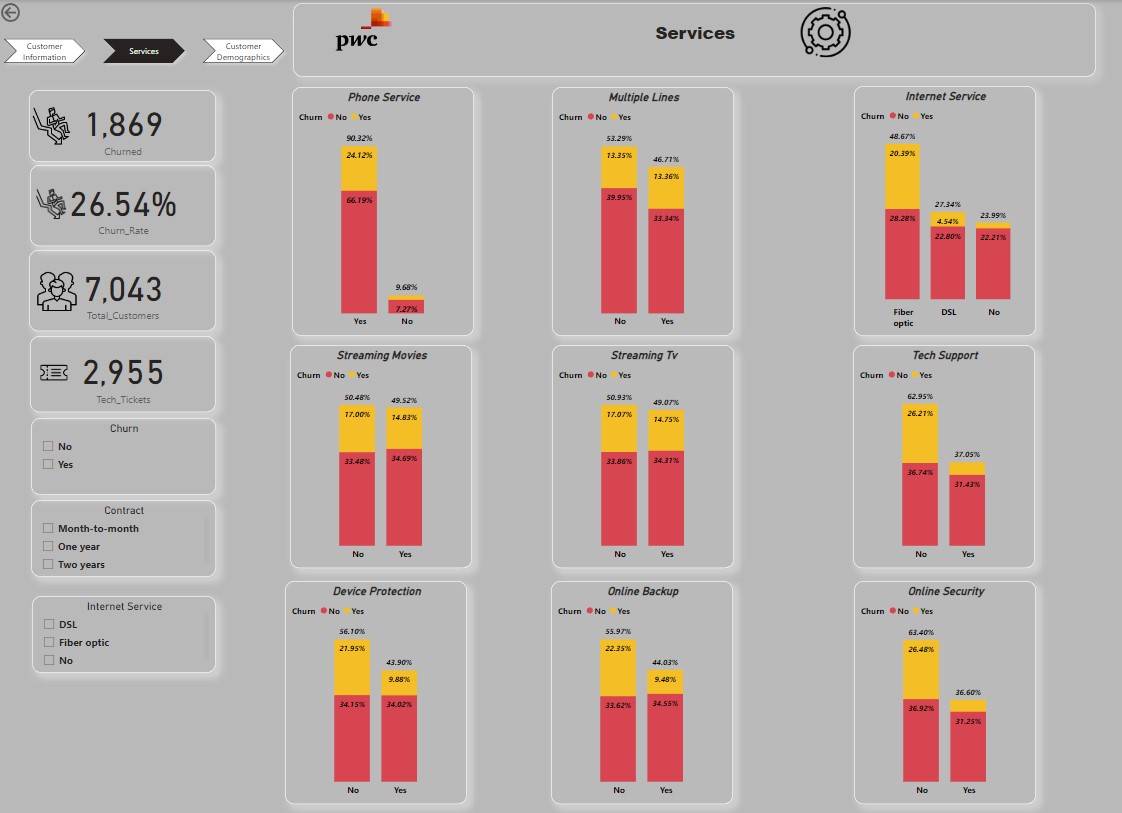 Customer
Information
Services
Customer
Demographics
pwc
Services
1,869
Churned
26.54%
Churn_Rate
7,043
Total_Customers
2,955
Tech_Tickets
Churn
No
Yes
Contract
Month-to-month
One year
Two years
Internet Service
DSL
Fiber optic
No
Phone Service
Churn No Yes
90.32%
24.12%
66.19%
9.68%
7.27%
Yes No
Multiple Lines
Churn No Yes
53.29%
13.35%
39.95%
46.71%
13.36%
33.34%
No Yes
Internet Service
Churn No Yes
48.67%
20.39%
28.28%
27.34%
4.54%
22.80%
23.99%
22.21%
Fiber
optic
DSL
No
Streaming Movies
Churn No Yes
50.48%
17.00%
33.48%
49.52%
14.83%
34.69%
No Yes
Streaming Tv
Churn No Yes
50.93%
17.07%
33.86%
49.07%
14.75%
34.31%
No Yes
Tech Support
Churn No Yes
62.95%
26.21%
36.74%
37.05%
31.43%
No Yes
Device Protection
Churn No Yes
56.10%
21.95%
34.15%
43.90%
9.88%
34.02%
No Yes
Online Backup
Churn No Yes
55.97%
22.35%
33.62%
44.03%
9.48%
34.55%
No Yes
Online Security
Churn No Yes
63.40%
26.48%
36.92%
36.60%
31.25%
No Yes